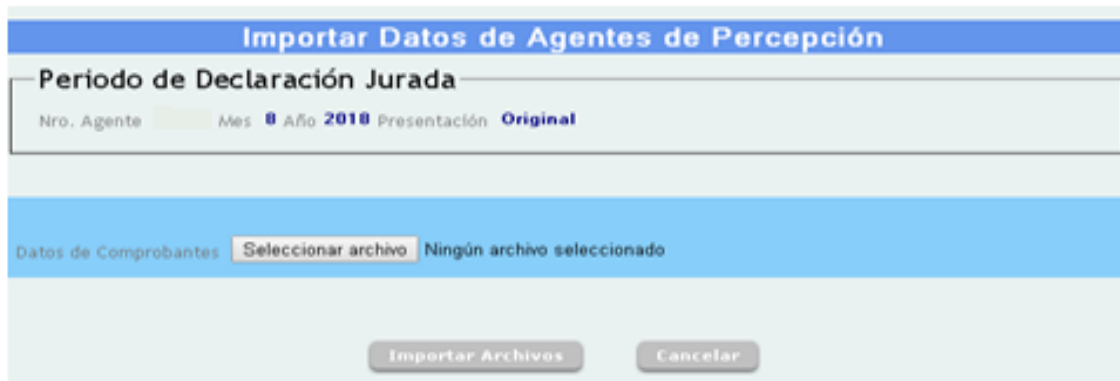 Importar Datos de Agentes de Percepción
Periodo de Declaración Jurada
Nro. Agente Mes 8 Año 2018 Presentación Original
Datos de Comprobantes Seleccionar archivo Ningún archivo seleccionado
Importar Archivos Cancelar